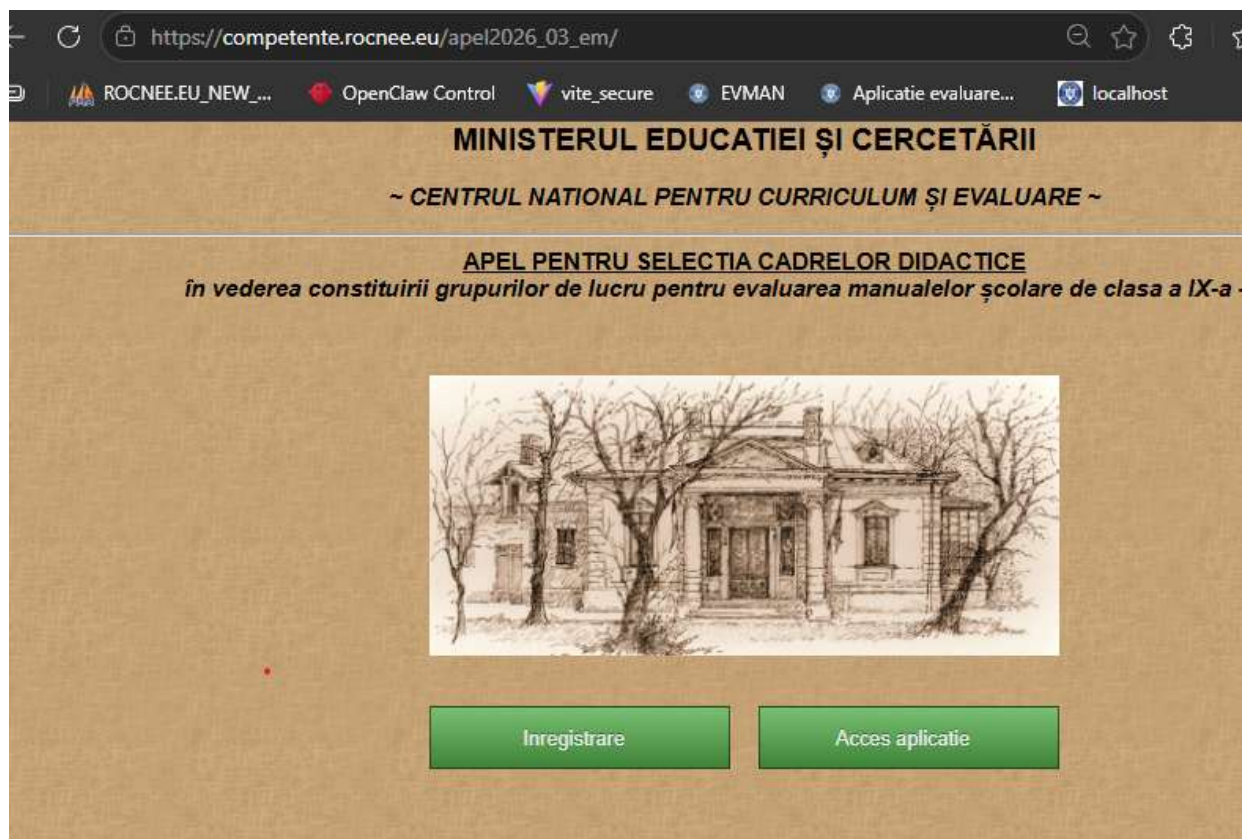 https://competente.rocnee.eu/apel2026_03_em/
ROCNEE.EU_NEW_... OpenClaw Control vite_secure EVMAN Aplicatie evaluare... localhost
MINISTERUL EDUCATIEI ȘI CERCETĂRII
~ CENTRUL NATIONAL PENTRU CURRICULUM ȘI EVALUARE ~
APEL PENTRU SELECTIA CADRELOR DIDACTICE
în vederea constituirii grupurilor de lucru pentru evaluarea manualelor școlare de clasa a IX-a -
Inregistrare Acces aplicatie